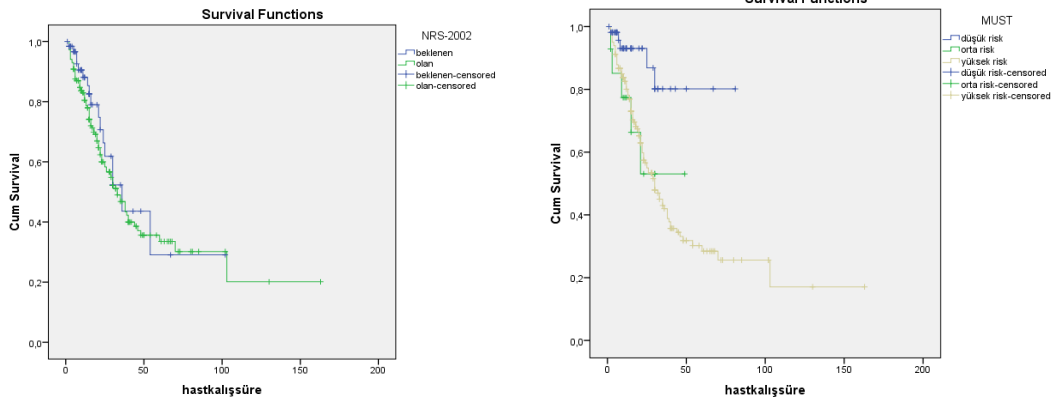 Survival Functions
NRS-2002
beklenen
olan
beklenen-censored
olan-censored
1,0
0,8
0,6
0,4
0,2
0,0
Cum Survival
0
50
100
150
200
hastkalışsüre
Survival Functions
MUST
düşük risk
orta risk
yüksek risk
düşük risk-censored
orta risk-censored
yüksek risk-censored
1,0
0,8
0,6
0,4
0,2
0,0
Cum Survival
0
50
100
150
200
hastkalışsüre